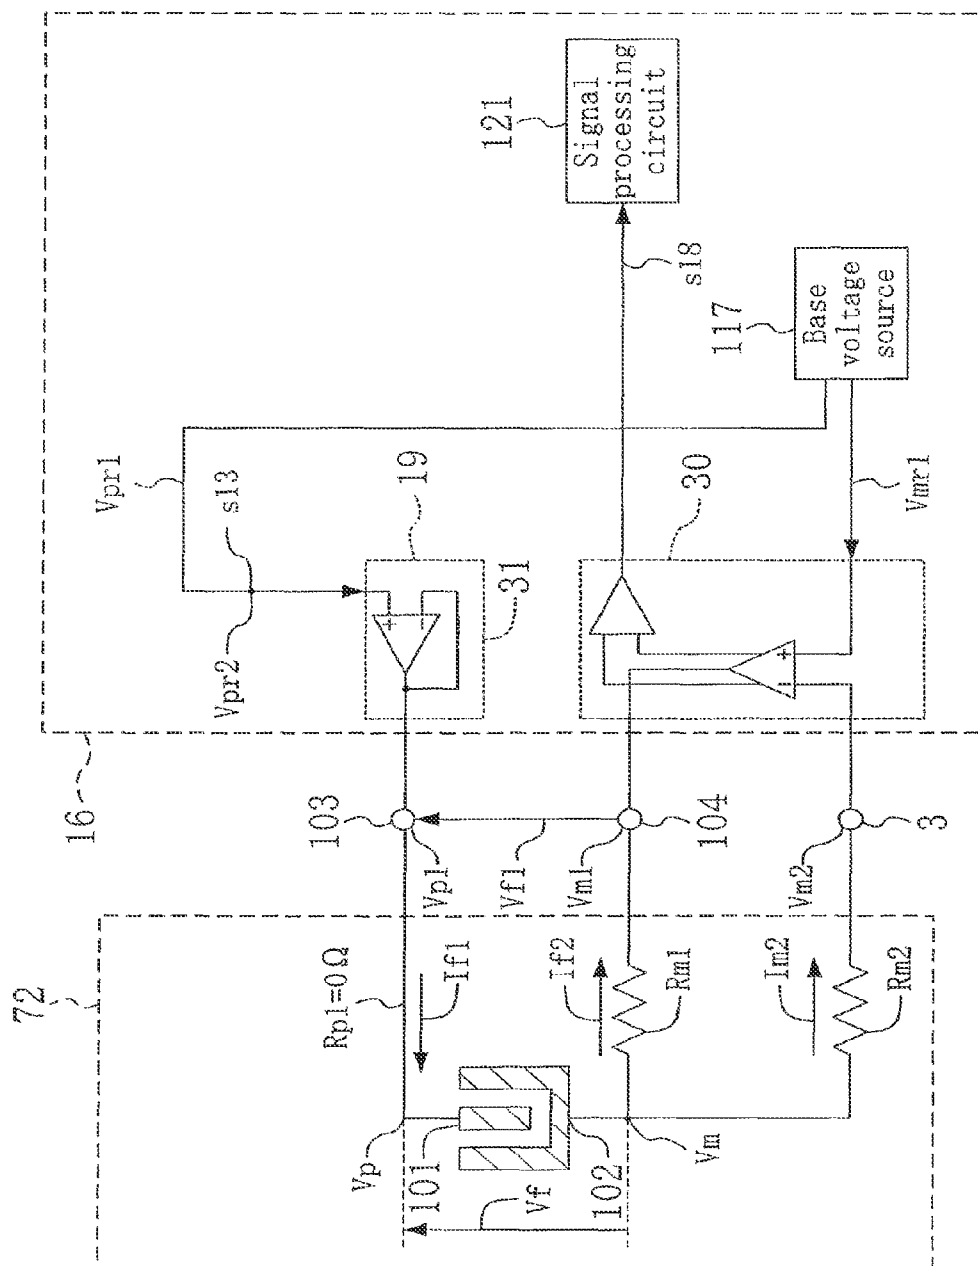 72
16
Vpr1
s13
Vpr2
19
31
103
Vp1
Rp1=0Ω
If1
Vp
101
102
Vf
Vf1
Vm1
104
If2
Rm1
Vm
Vm2
3
Im2
Rm2
30
Vmr1
117
Base
voltage
source
s18
121
Signal
processing
circuit
+
−
+
−